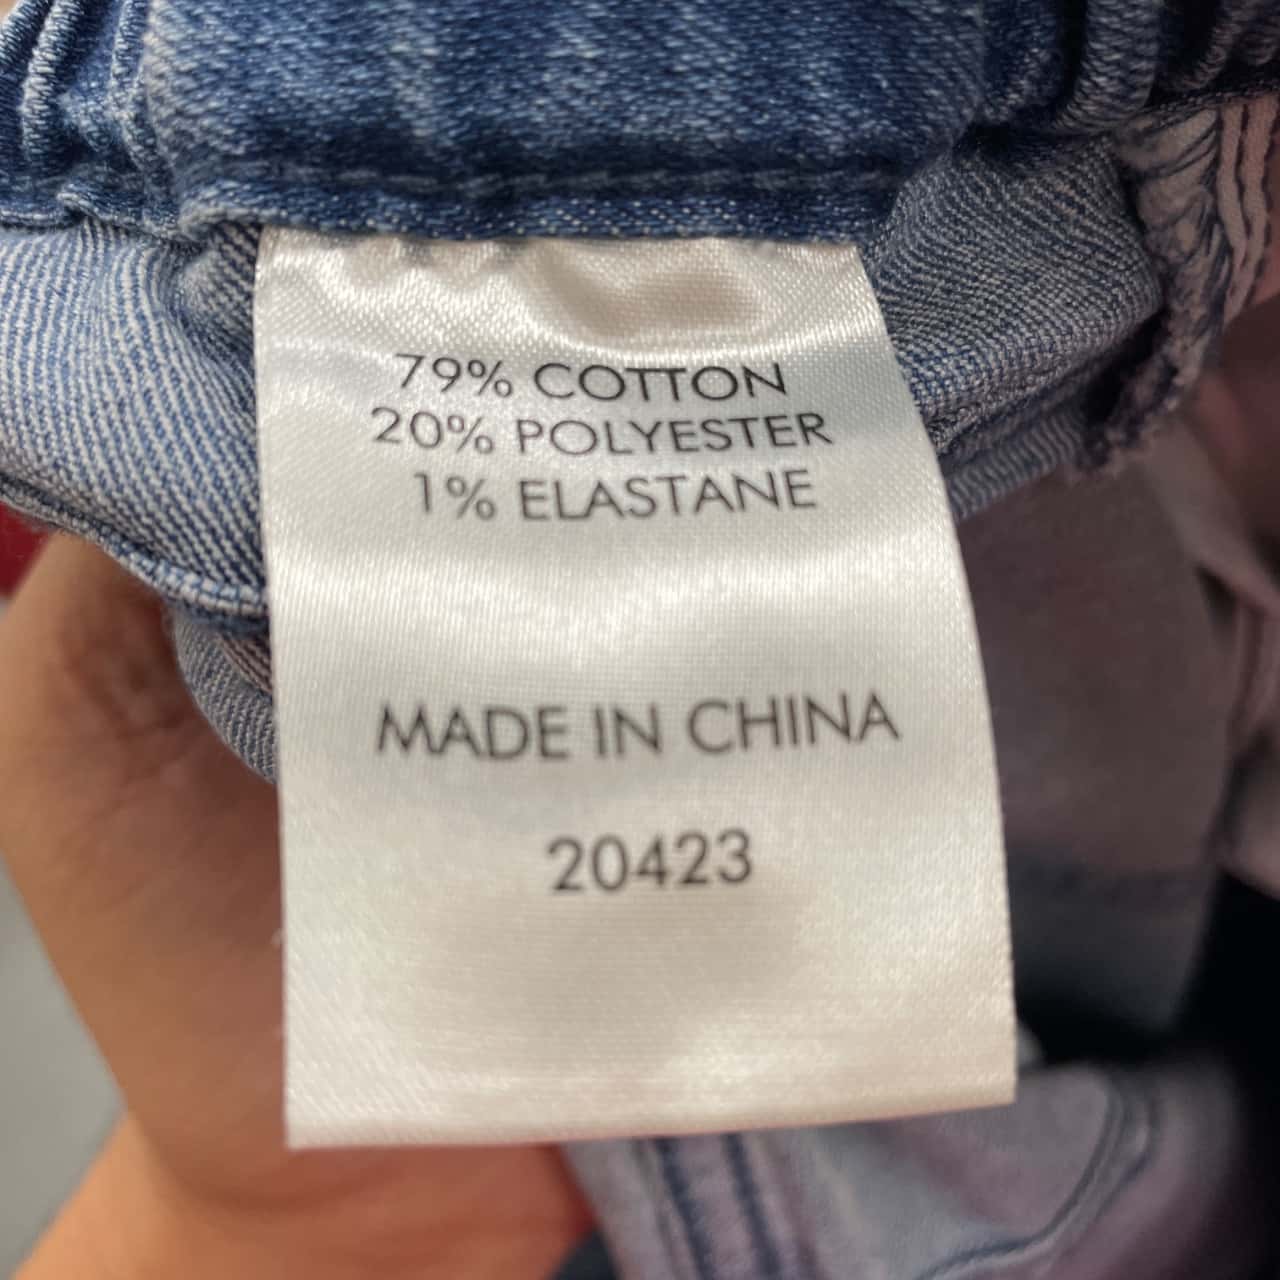 79% COTTON
20% POLYESTER
1% ELASTANE
MADE IN CHINA
20423